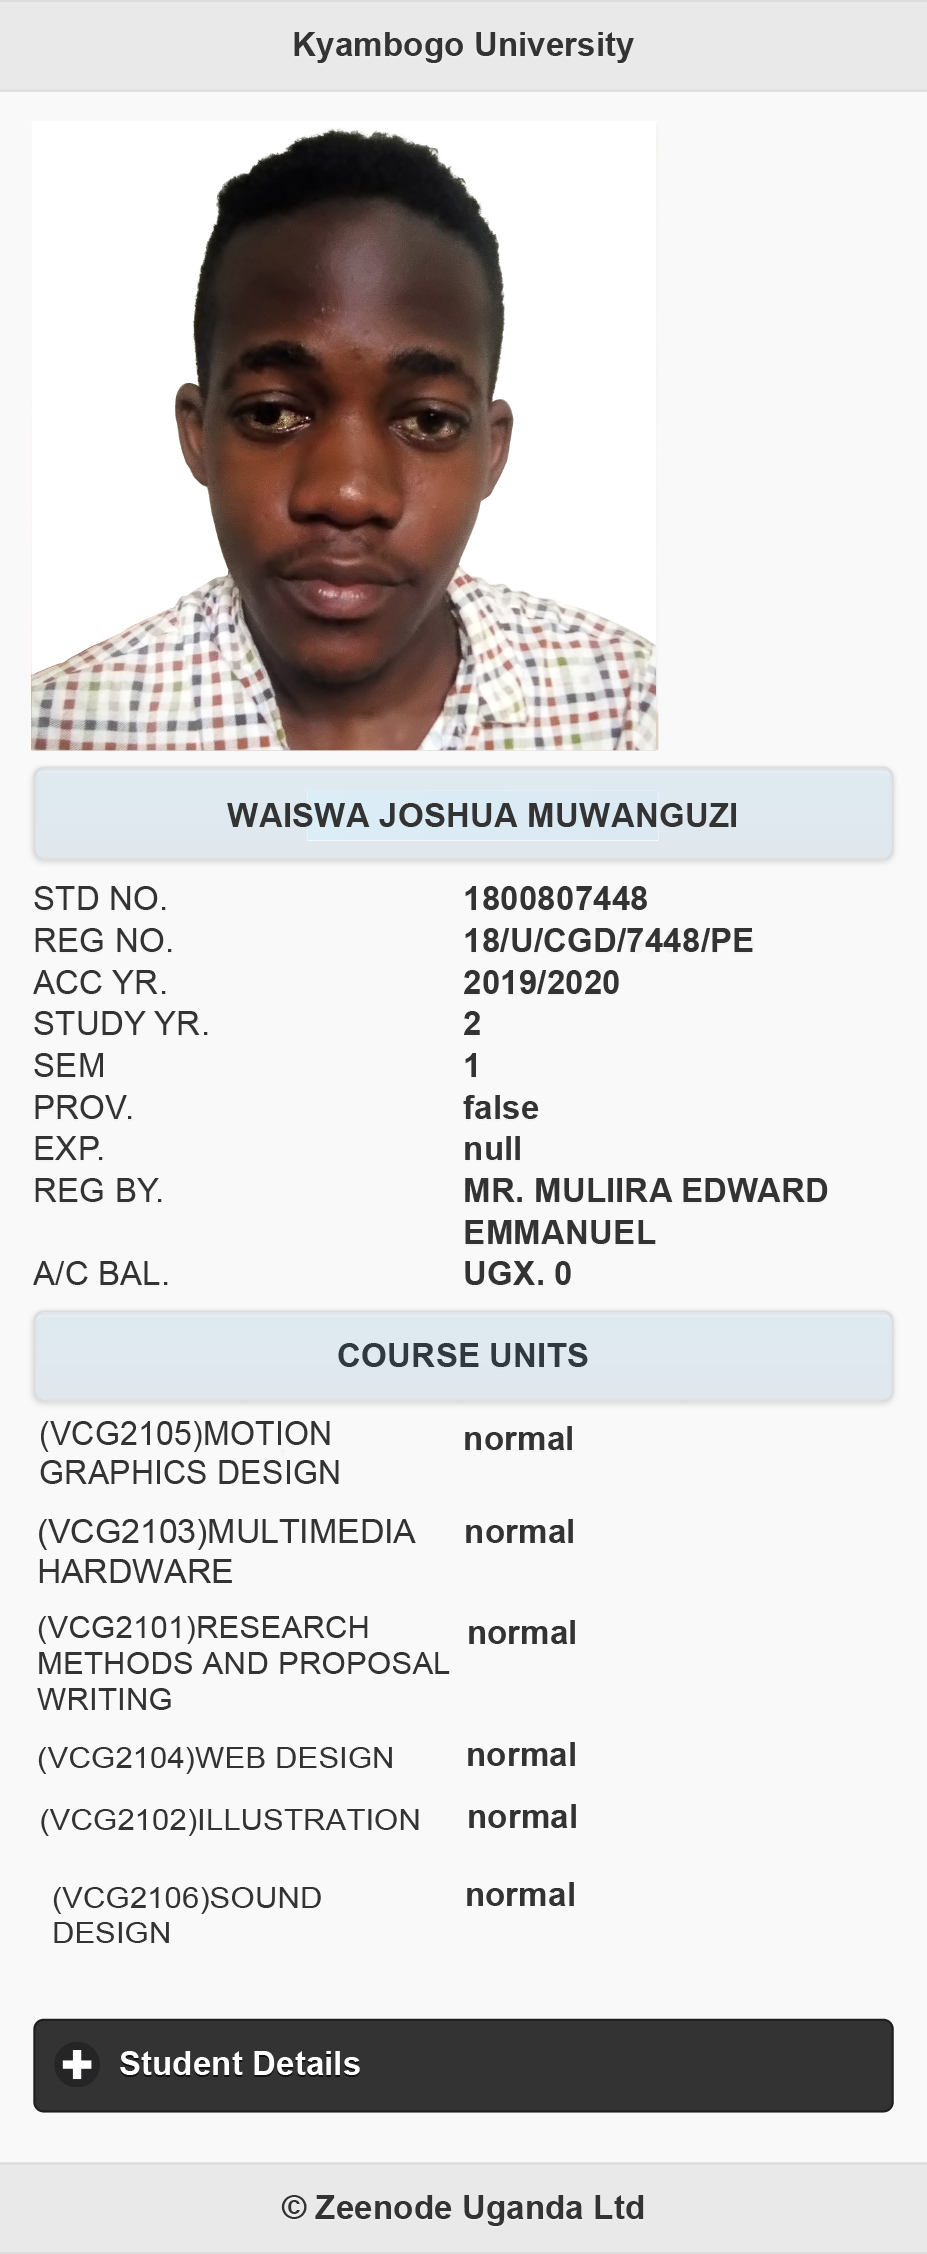 Kyambogo University
WAISWA JOSHUA MUWANGUZI
STD NO. 1800807448
REG NO. 18/U/CGD/7448/PE
ACC YR. 2019/2020
STUDY YR. 2
SEM 1
PROV. false
EXP. null
REG BY. MR. MULIIRA EDWARD
EMMANUEL
A/C BAL. UGX. 0
COURSE UNITS
(VCG2105)MOTION normal
GRAPHICS DESIGN
(VCG2103)MULTIMEDIA normal
HARDWARE
(VCG2101)RESEARCH normal
METHODS AND PROPOSAL
WRITING
(VCG2104)WEB DESIGN normal
(VCG2102)ILLUSTRATION normal
(VCG2106)SOUND normal
DESIGN
Student Details
© Zeenode Uganda Ltd